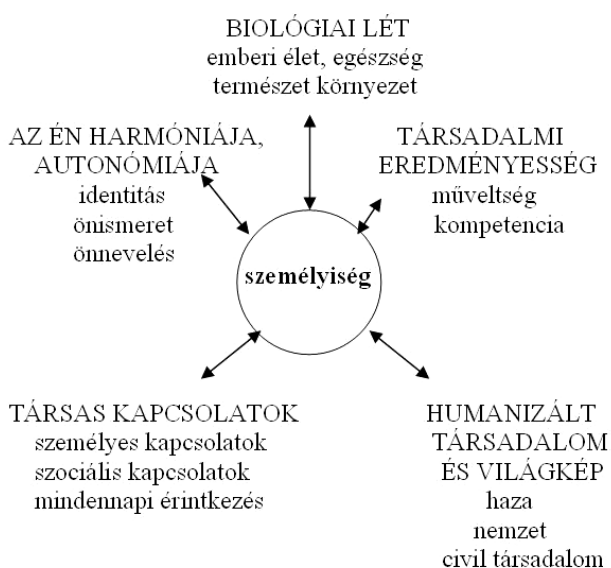 BIOLÓGIAI LÉT
emberi élet, egészség
természet környezet
AZ ÉN HARMÓNIÁJA,
AUTONÓMIÁJA
identitás
önismeret
önnevelés
TÁRSADALMI
EREDMÉNYESSÉG
műveltség
kompetencia
személyiség
TÁRSAS KAPCSOLATOK
személyes kapcsolatok
szociális kapcsolatok
mindennapi érintkezés
HUMANIZÁLT
TÁRSADALOM
ÉS VILÁGKÉP
haza
nemzet
civil társadalom